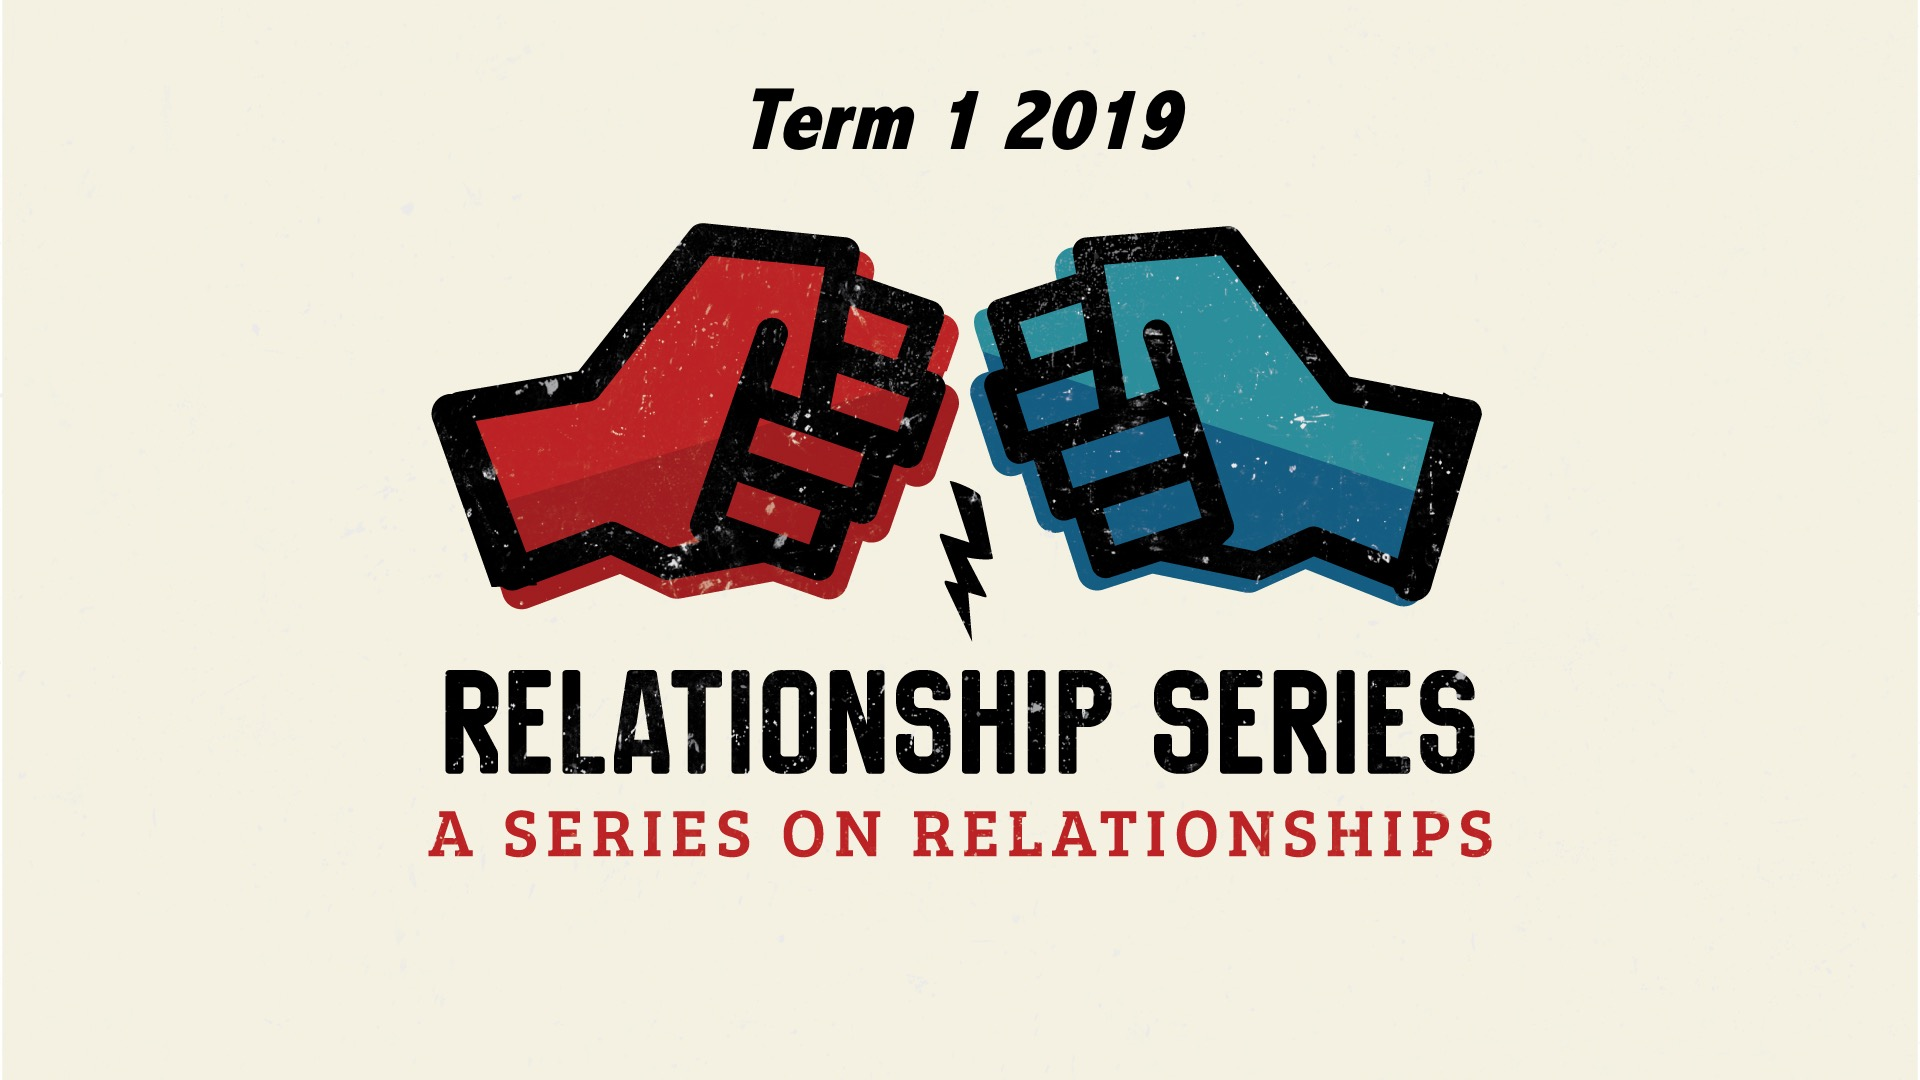 Term 1 2019
RELATIONSHIP SERIES
A SERIES ON RELATIONSHIPS